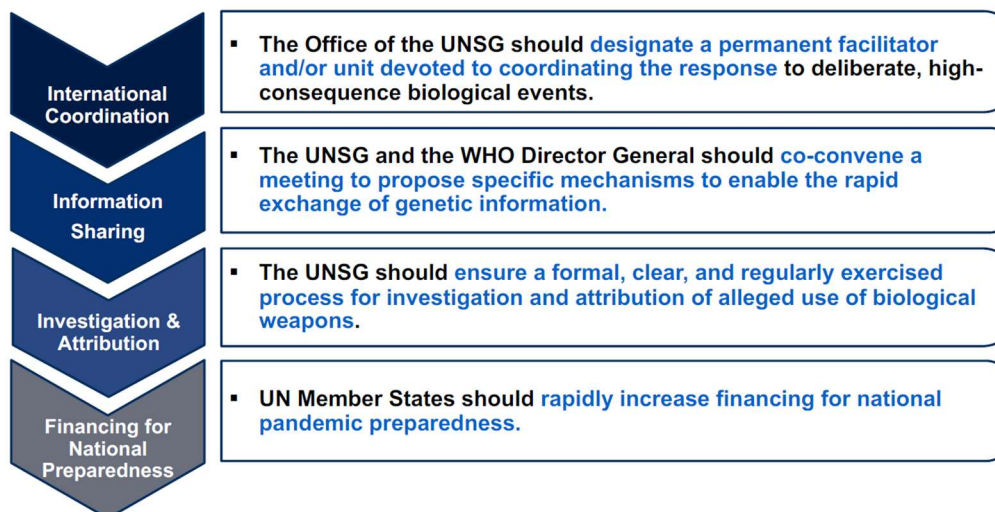 International
Coordination
▪ The Office of the UNSG should designate a permanent facilitator
and/or unit devoted to coordinating the response to deliberate, high-
consequence biological events.
Information
Sharing
▪ The UNSG and the WHO Director General should co-convene a
meeting to propose specific mechanisms to enable the rapid
exchange of genetic information.
Investigation &
Attribution
▪ The UNSG should ensure a formal, clear, and regularly exercised
process for investigation and attribution of alleged use of biological
weapons.
Financing for
National
Preparedness
▪ UN Member States should rapidly increase financing for national
pandemic preparedness.